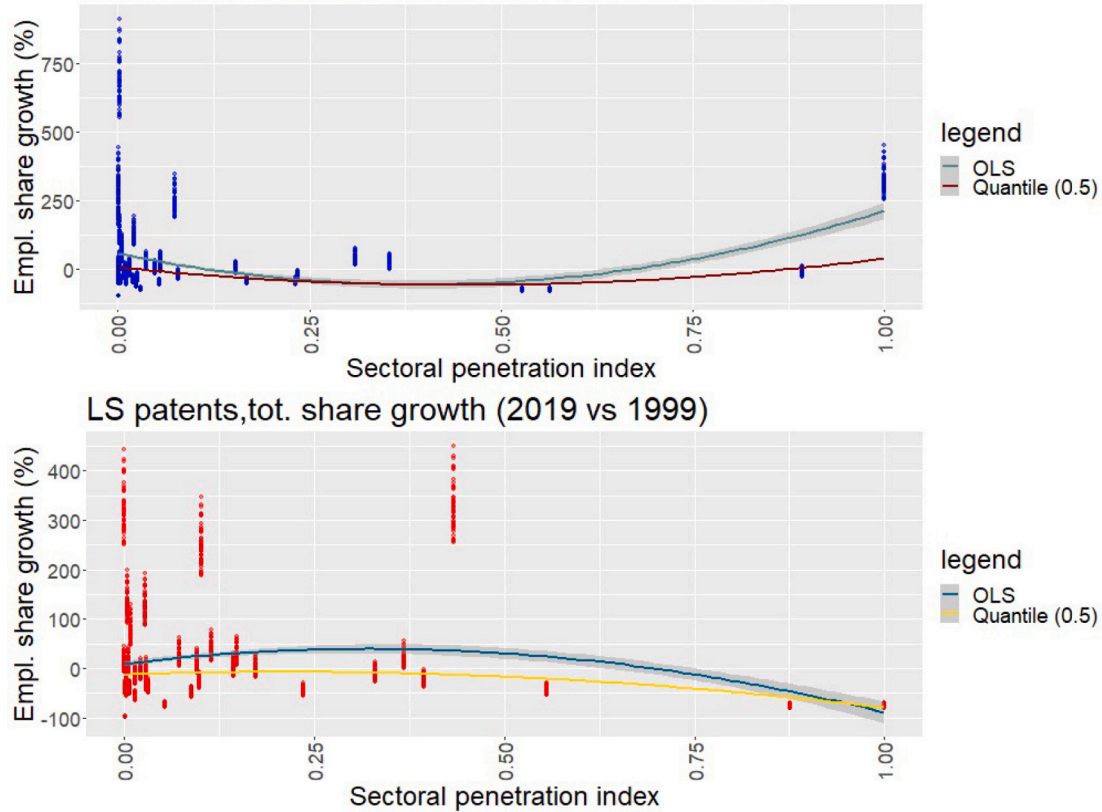 Empl. share growth (%)
750
500
250
0
0.00
0.25
0.50
0.75
1.00
Sectoral penetration index
legend
OLS
Quantile (0.5)
LS patents,tot. share growth (2019 vs 1999)
Empl. share growth (%)
400
300
200
100
0
-100
0.00
0.25
0.50
0.75
1.00
Sectoral penetration index
legend
OLS
Quantile (0.5)